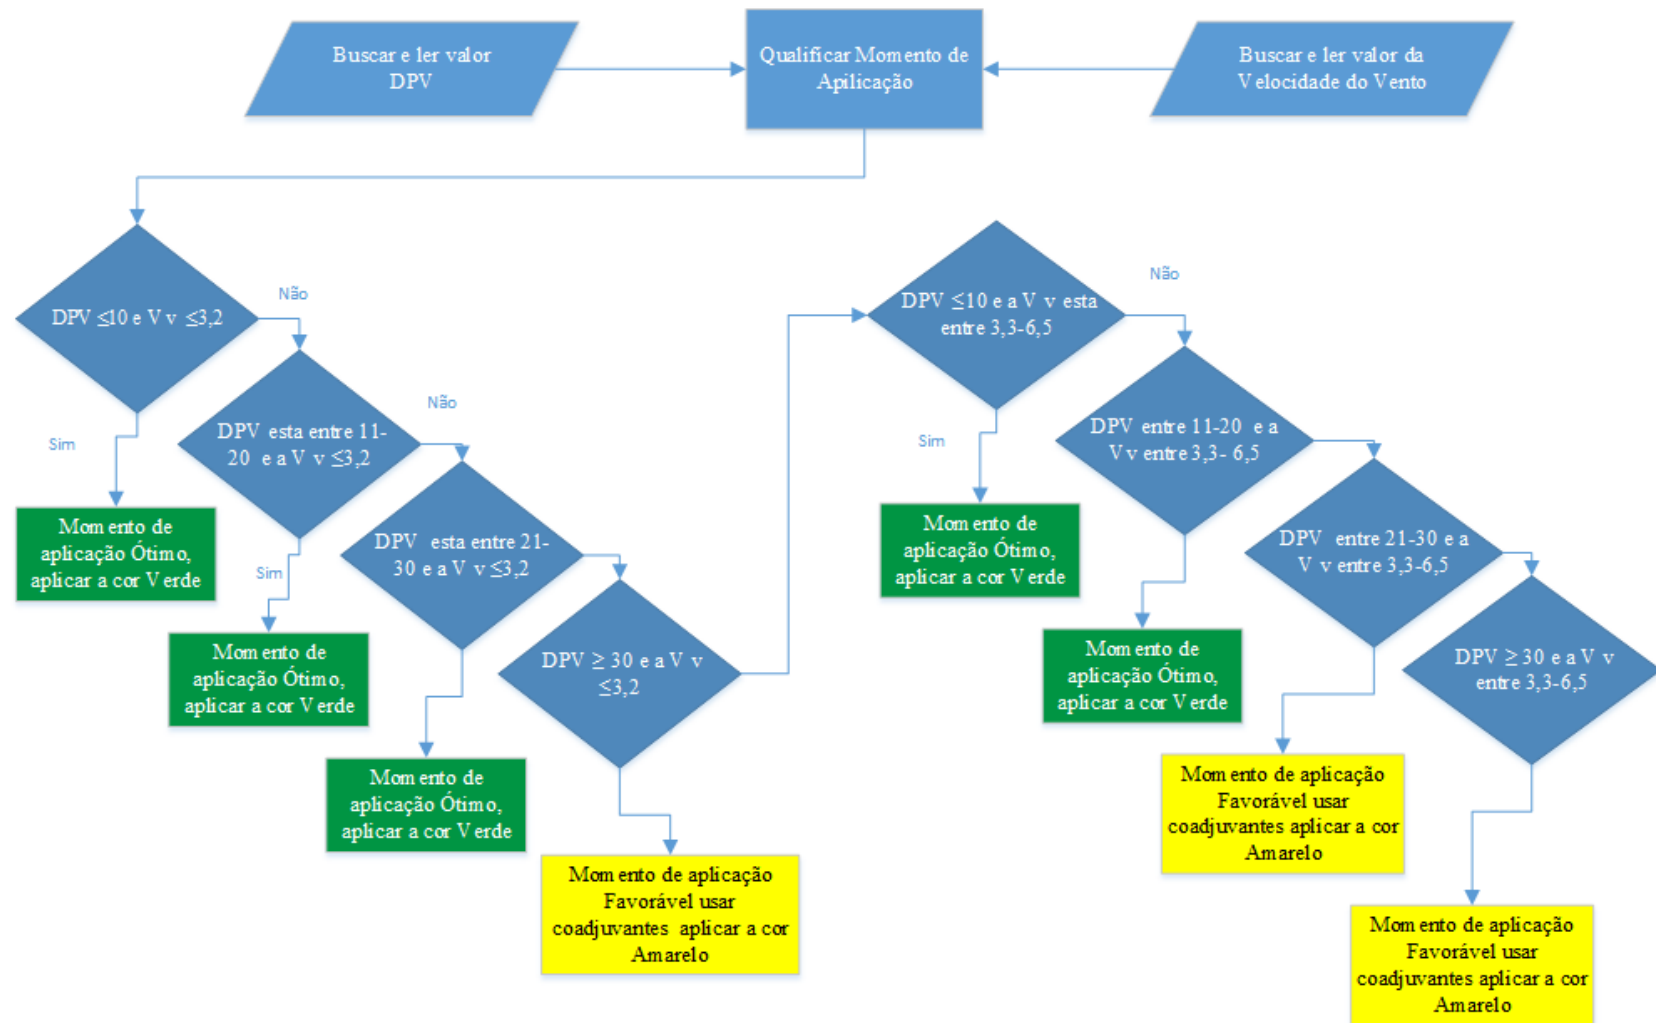 Buscar e ler valor
DPV
Qualificar Momento de
Apilicação
Buscar e ler valor da
Velocidade do Vento
DPV ≤10 e V v ≤3,2
Não
Sim
Momento de
aplicação Ótimo,
aplicar a cor Verde
DPV esta entre 11-
20 e a V v ≤3,2
Não
Sim
Momento de
aplicação Ótimo,
aplicar a cor Verde
DPV esta entre 21-
30 e a V v ≤3,2
Momento de
aplicação Ótimo,
aplicar a cor Verde
DPV ≥ 30 e a V v
≤3,2
Momento de aplicação
Favorável usar
coadjuvantes aplicar a cor
Amarelo
DPV ≤10 e a V v esta
entre 3,3-6,5
Não
Sim
Momento de
aplicação Ótimo,
aplicar a cor Verde
DPV entre 11-20 e a
V v entre 3,3- 6,5
Momento de
aplicação Ótimo,
aplicar a cor Verde
DPV entre 21-30 e a
V v entre 3,3-6,5
Momento de aplicação
Favorável usar
coadjuvantes aplicar a cor
Amarelo
DPV ≥ 30 e a V v
entre 3,3-6,5
Momento de aplicação
Favorável usar
coadjuvantes aplicar a cor
Amarelo